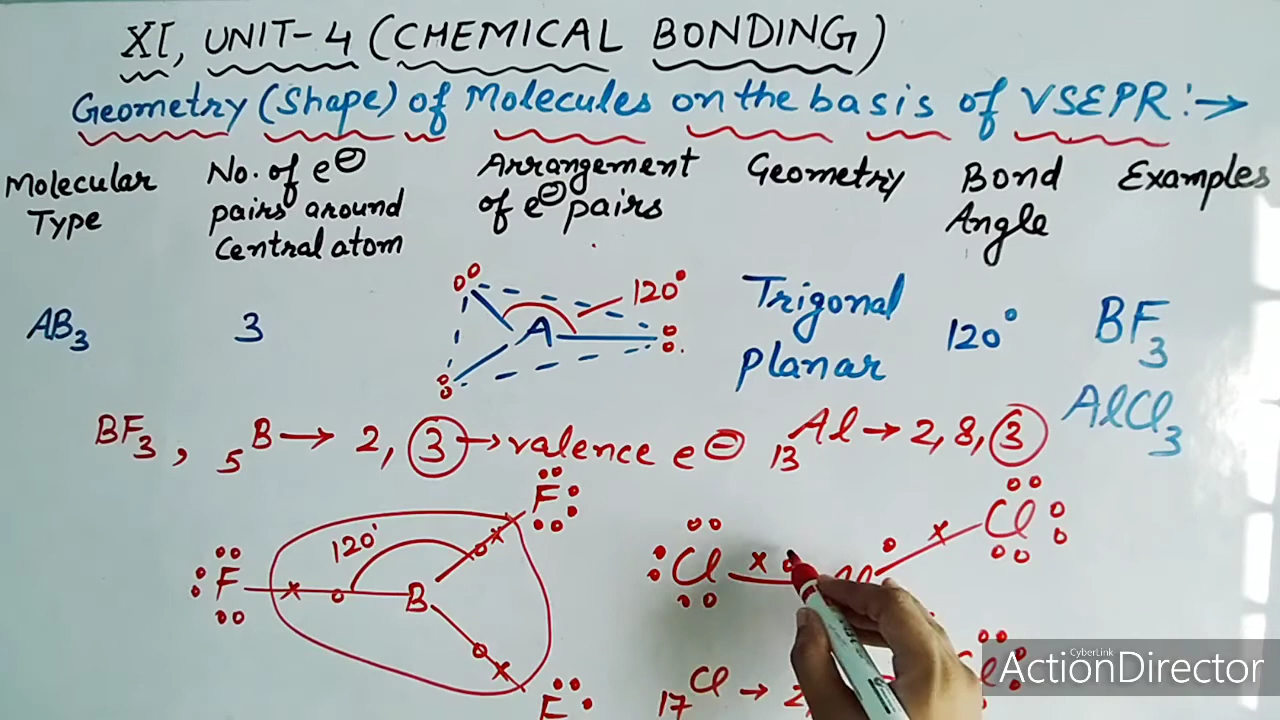 XI, UNIT-4 (CHEMICAL BONDING)
Geometry (Shape) of Molecules on the basis of VSEPR:→
Molecular Type
No. of e⊖ pairs around Central atom
Arrangement of e⊖ pairs
Geometry
Bond Angle
Examples
AB₃
3
A
120°
Trigonal planar
120°
BF₃
AlCl₃
BF₃, ₅B → 2, 3 → valence e⊖
₁₃Al → 2, 8, 3
F
F
120°
B
F
Cl
Cl
₁₇Cl →
CyberLink
ActionDirector